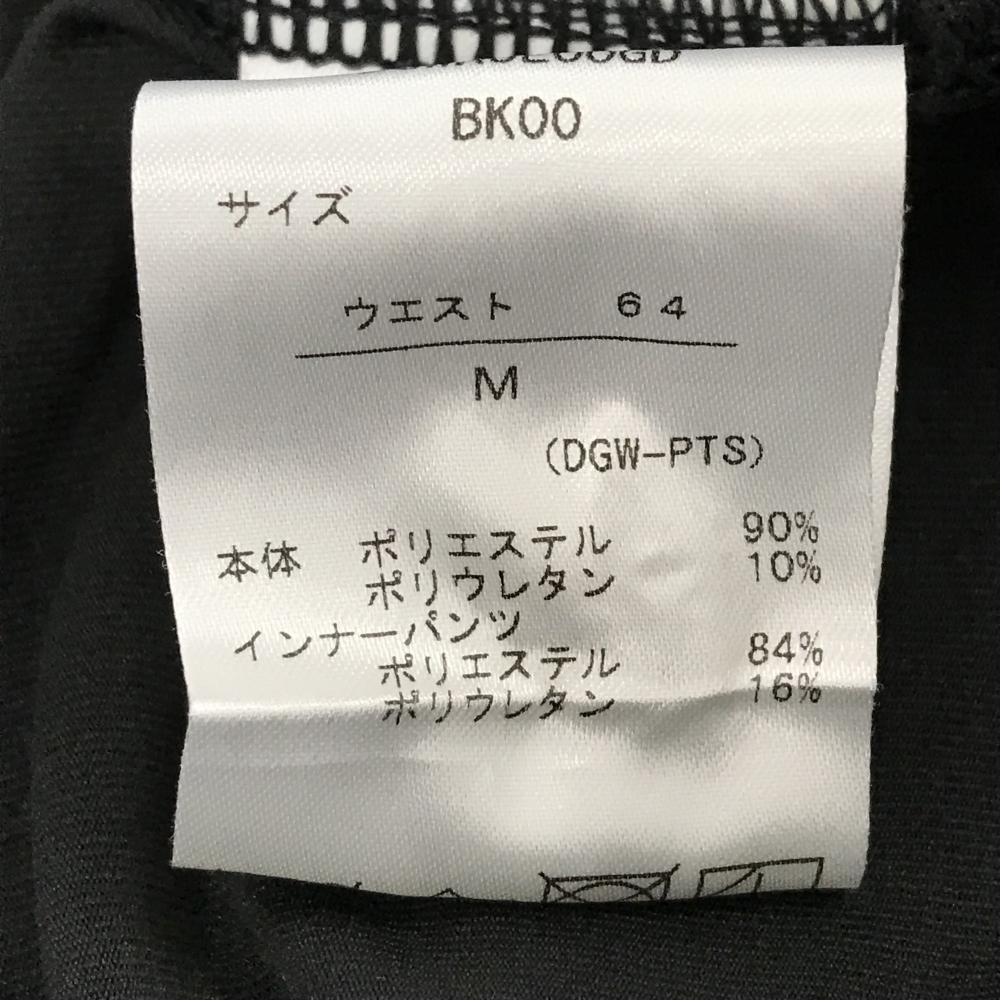 BK00
サイズ
ウエスト 64
M
(DGW-PTS)
本体 ポリエステル 90%
ポリウレタン 10%
インナーパンツ
ポリエステル 84%
ポリウレタン 16%